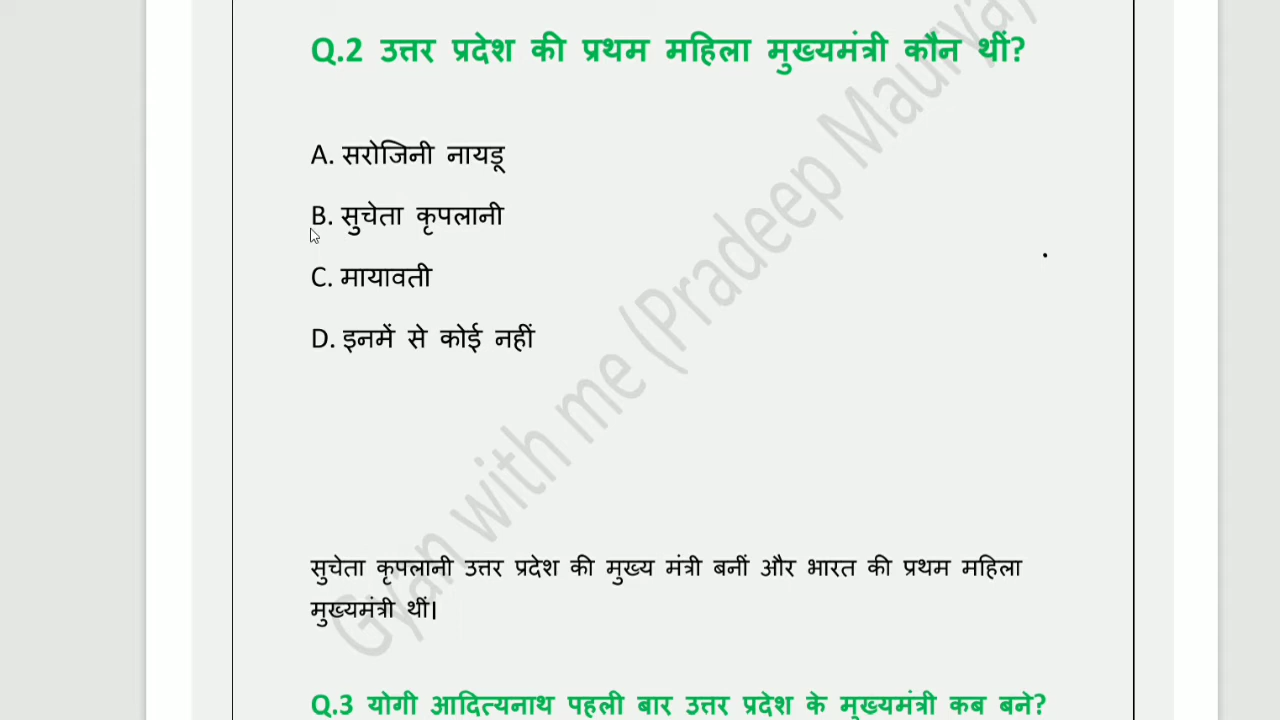 Q.2 उत्तर प्रदेश की प्रथम महिला मुख्यमंत्री कौन थीं?
A. सरोजिनी नायडू
B. सुचेता कृपलानी
C. मायावती
D. इनमें से कोई नहीं
Gyan with me (Pradeep Maurya)
सुचेता कृपलानी उत्तर प्रदेश की मुख्य मंत्री बनीं और भारत की प्रथम महिला
मुख्यमंत्री थीं।
Q.3 योगी आदित्यनाथ पहली बार उत्तर प्रदेश के मुख्यमंत्री कब बने?